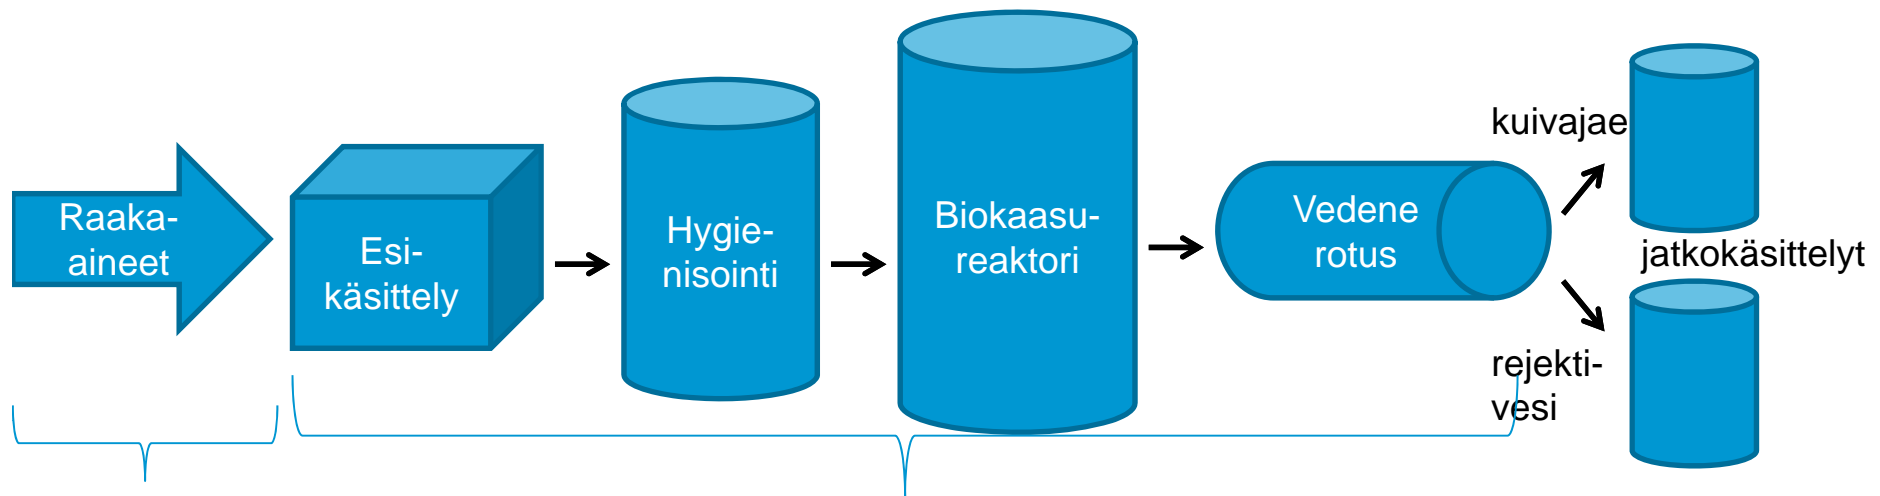 Raaka-
aineet
Esi-
käsittely
Hygie-
nisointi
Biokaasu-
reaktori
Vedene
rotus
kuivajae
jatkokäsittelyt
rejekti-
vesi